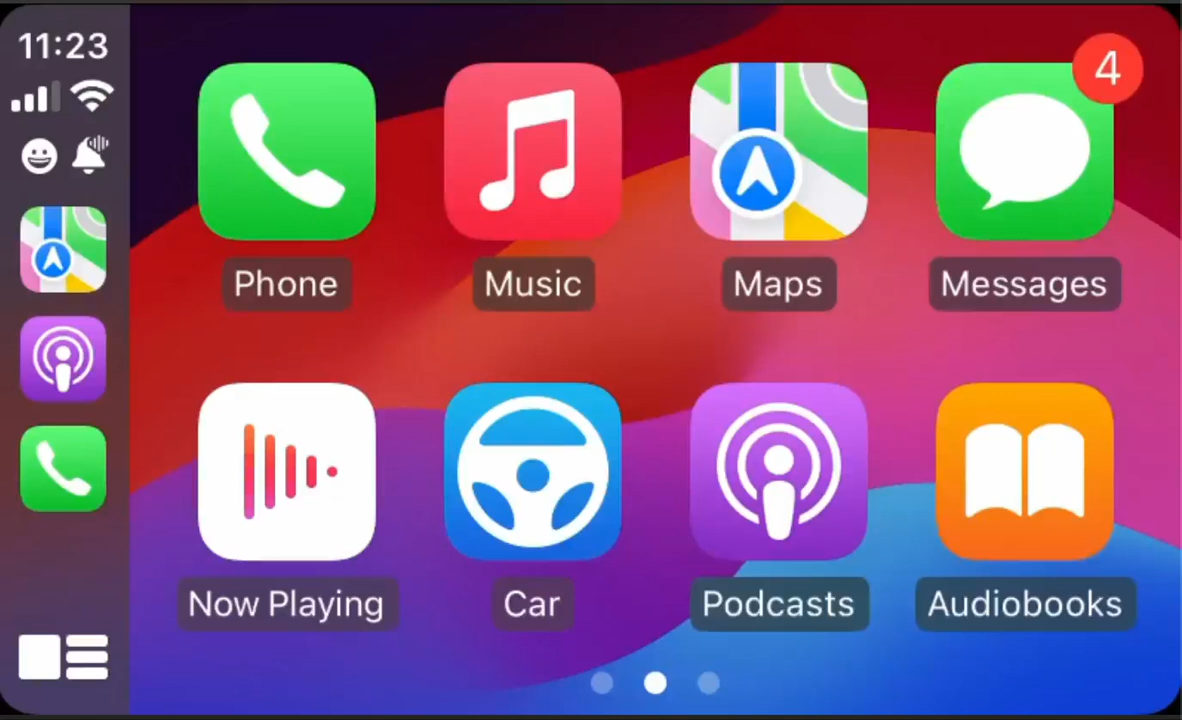 11:23
4
Phone
Music
Maps
Messages
Now Playing
Car
Podcasts
Audiobooks